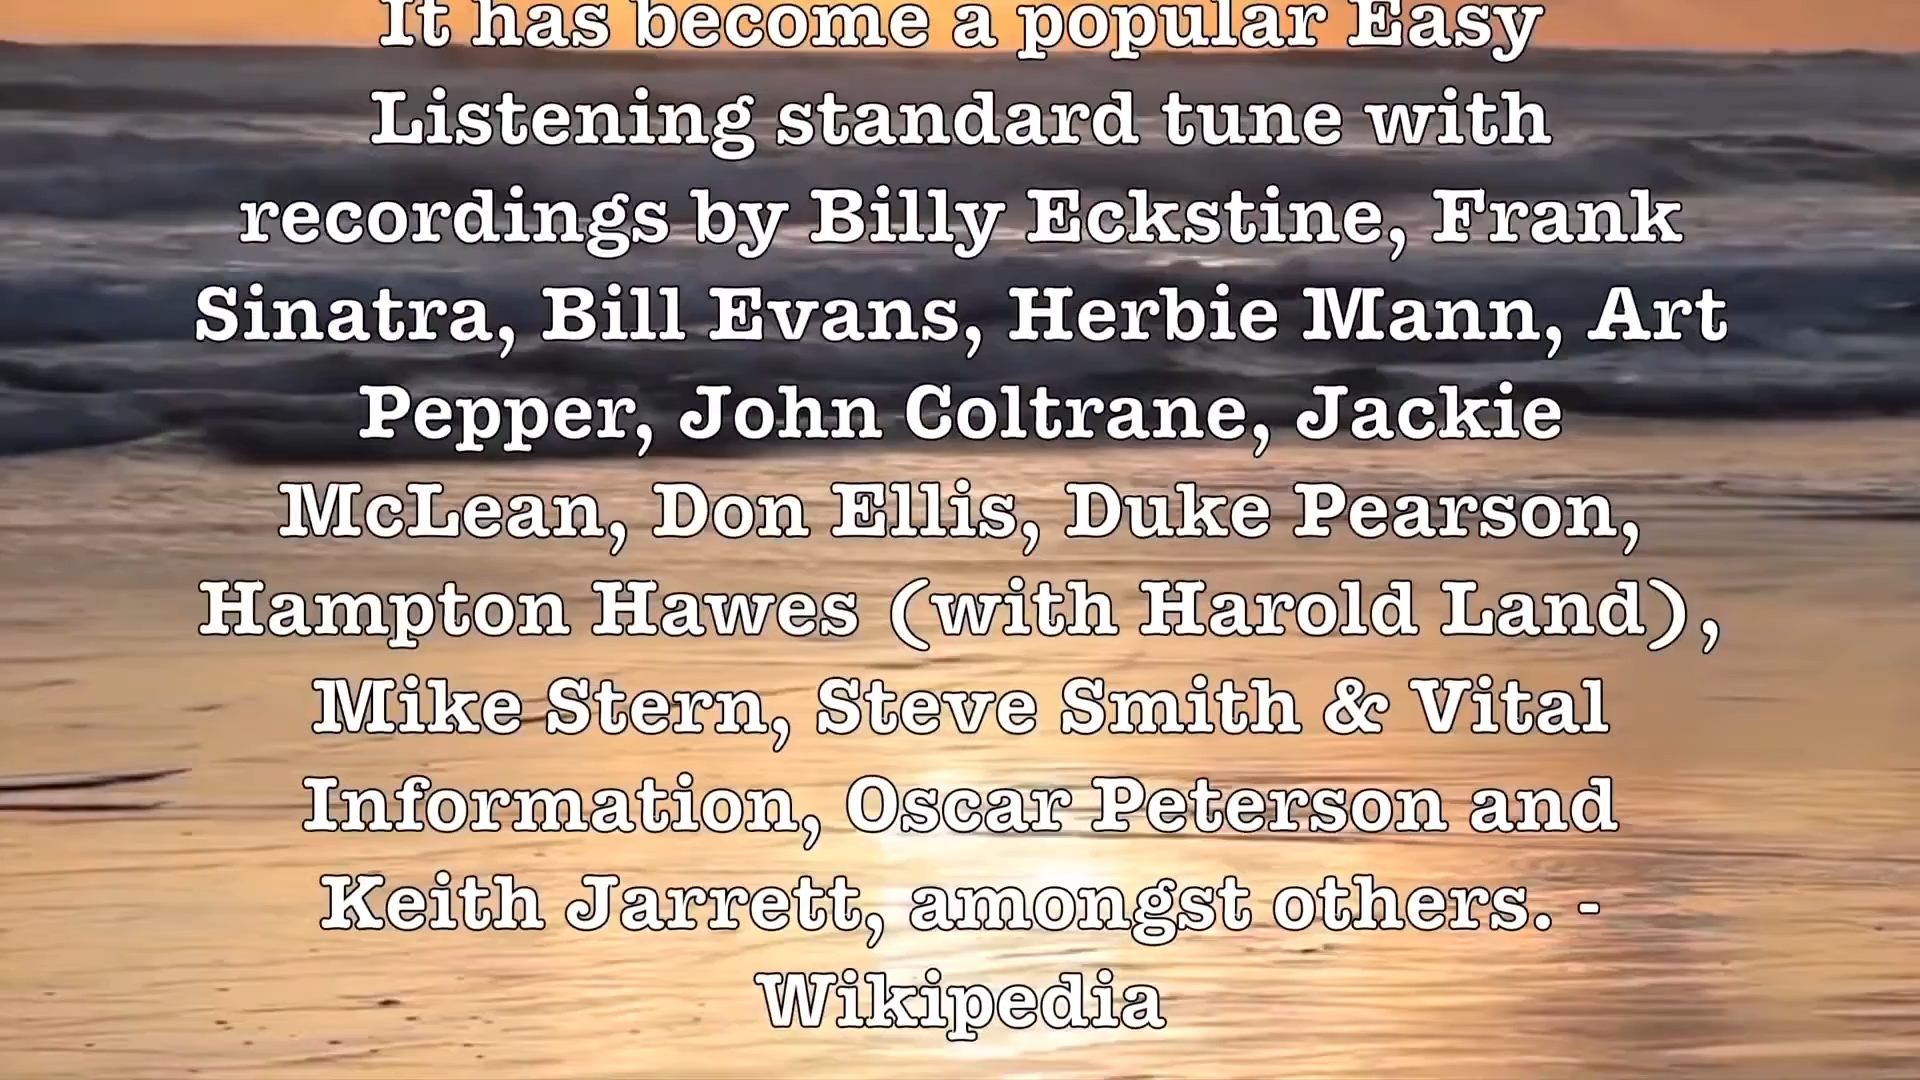 It has become a popular Easy
Listening standard tune with
recordings by Billy Eckstine, Frank
Sinatra, Bill Evans, Herbie Mann, Art
Pepper, John Coltrane, Jackie
McLean, Don Ellis, Duke Pearson,
Hampton Hawes (with Harold Land),
Mike Stern, Steve Smith & Vital
Information, Oscar Peterson and
Keith Jarrett, amongst others. -
Wikipedia